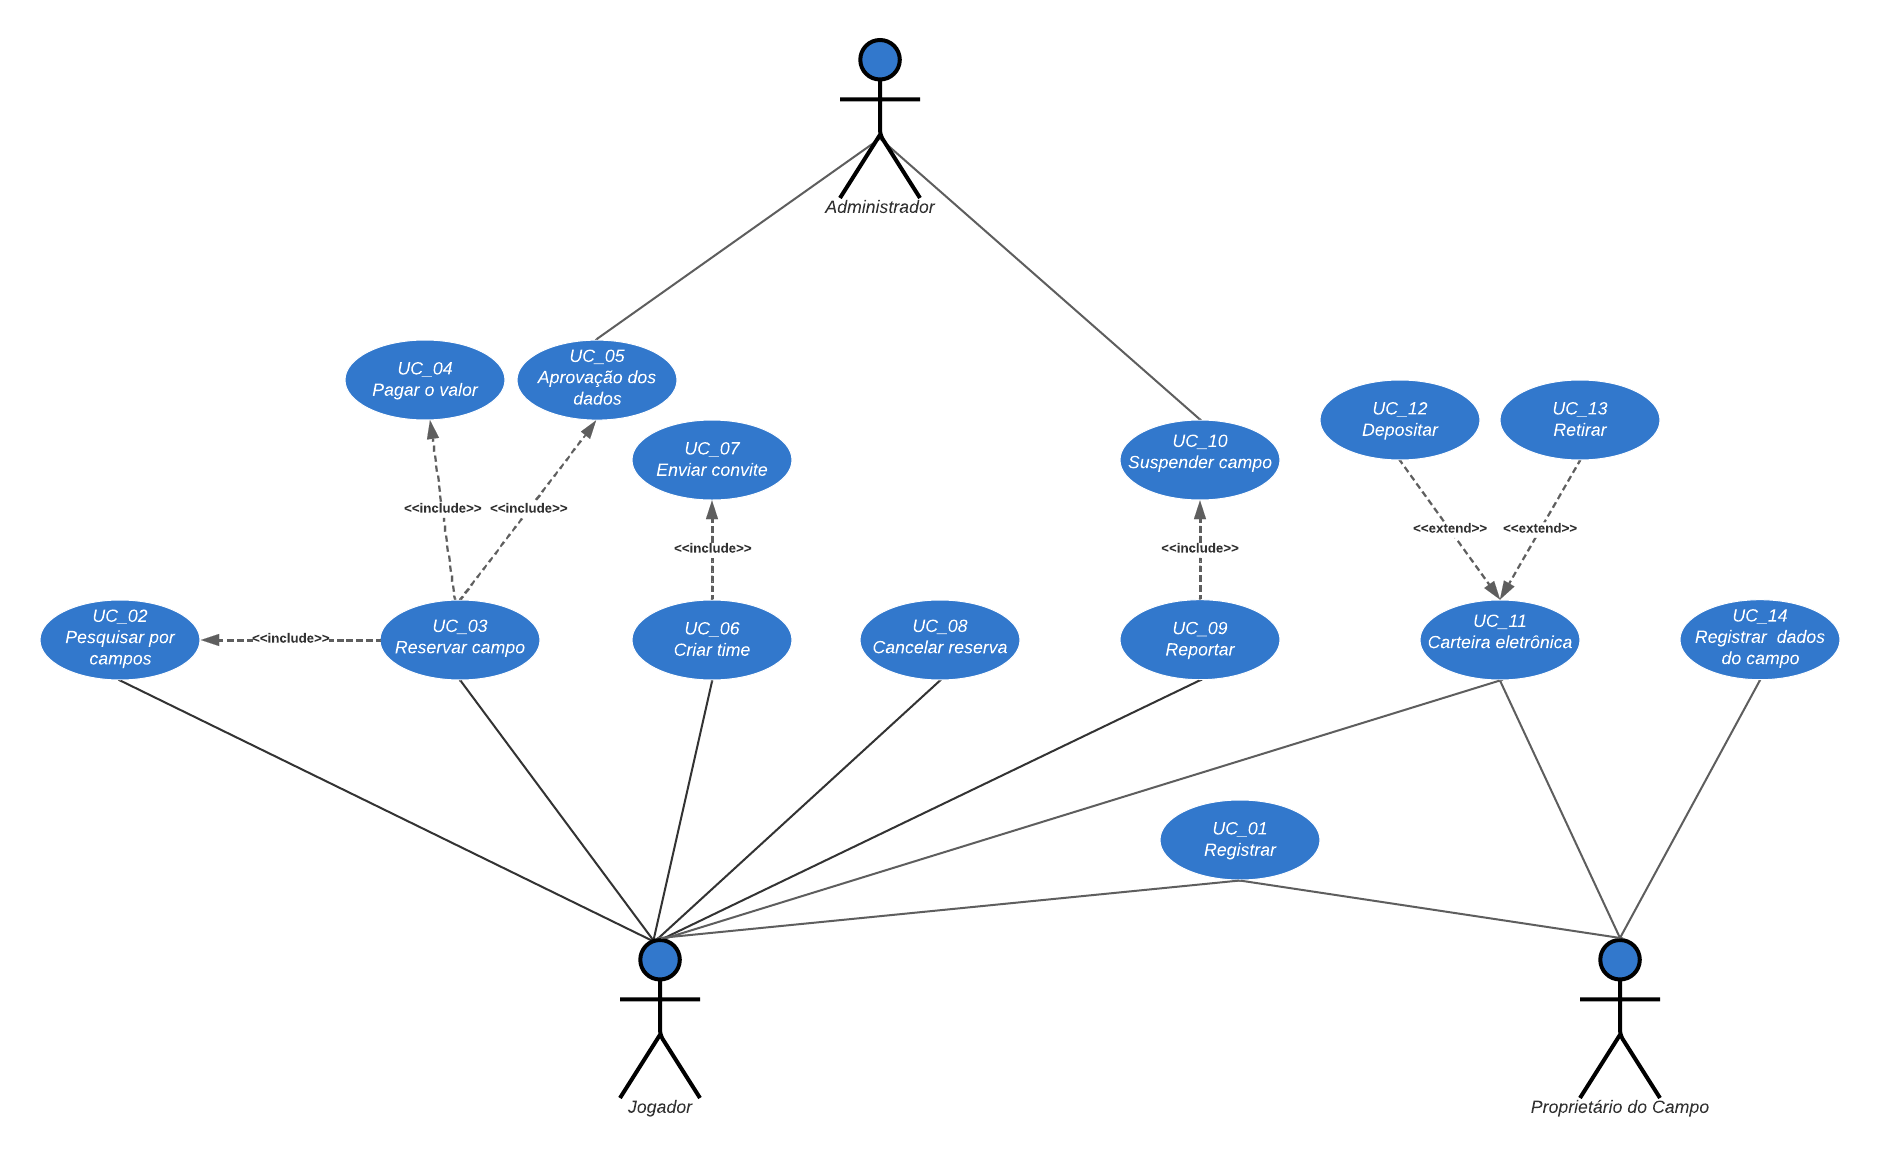 Administrador
UC_04
Pagar o valor
UC_05
Aprovação dos
dados
UC_07
Enviar convite
UC_10
Suspender campo
UC_12
Depositar
UC_13
Retirar
<<include>>
<<include>>
<<include>>
<<include>>
<<extend>>
<<extend>>
UC_02
Pesquisar por
campos
<<include>>
UC_03
Reservar campo
UC_06
Criar time
UC_08
Cancelar reserva
UC_09
Reportar
UC_11
Carteira eletrônica
UC_14
Registrar  dados
do campo
UC_01
Registrar
Jogador
Proprietário do Campo